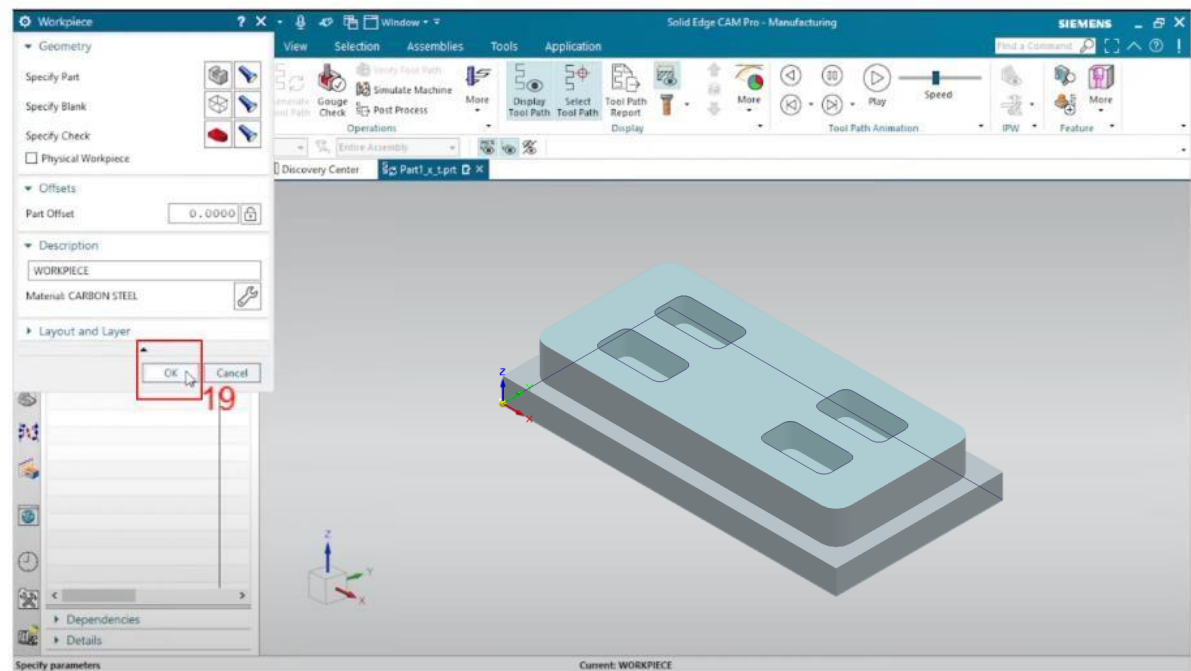 Workpiece
? X
Window
Solid Edge CAM Pro - Manufacturing
SIEMENS
Geometry
View
Selection
Assemblies
Tools
Application
Find a Command
Specify Part
Specify Blank
Specify Check
Physical Workpiece
Verify Tool Path
Simulate Machine
Post Process
Gouge Check
More
Operations
Display Tool Path
Select Tool Path
Tool Path Report
More
Display
Play
Speed
Tool Path Animation
IPW
More
Feature
Entire Assembly
Discovery Center
Part1_x_t.prt
Offsets
Part Offset
0.0000
Description
WORKPIECE
Material: CARBON STEEL
Layout and Layer
OK
Cancel
19
Z
Y
X
Z
Y
X
Dependencies
Details
Specify parameters
Current: WORKPIECE